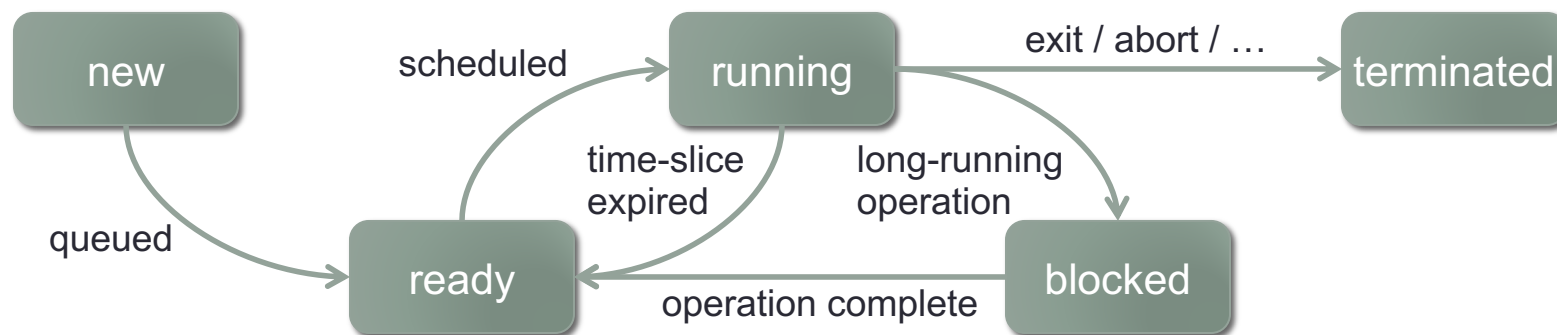 exit / abort / …
new
scheduled
running
terminated
time-slice
expired
long-running
operation
queued
ready
blocked
operation complete